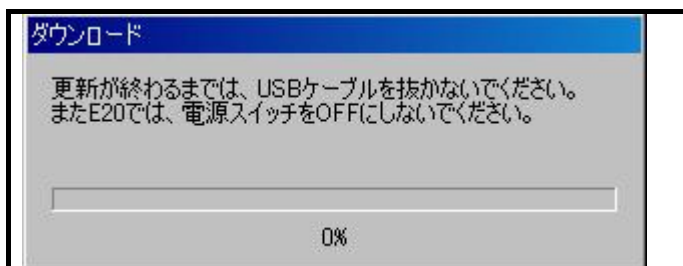 ダウンロード
更新が終わるまでは、USBケーブルを抜かないでください。
またE20では、電源スイッチをOFFにしないでください。
0%